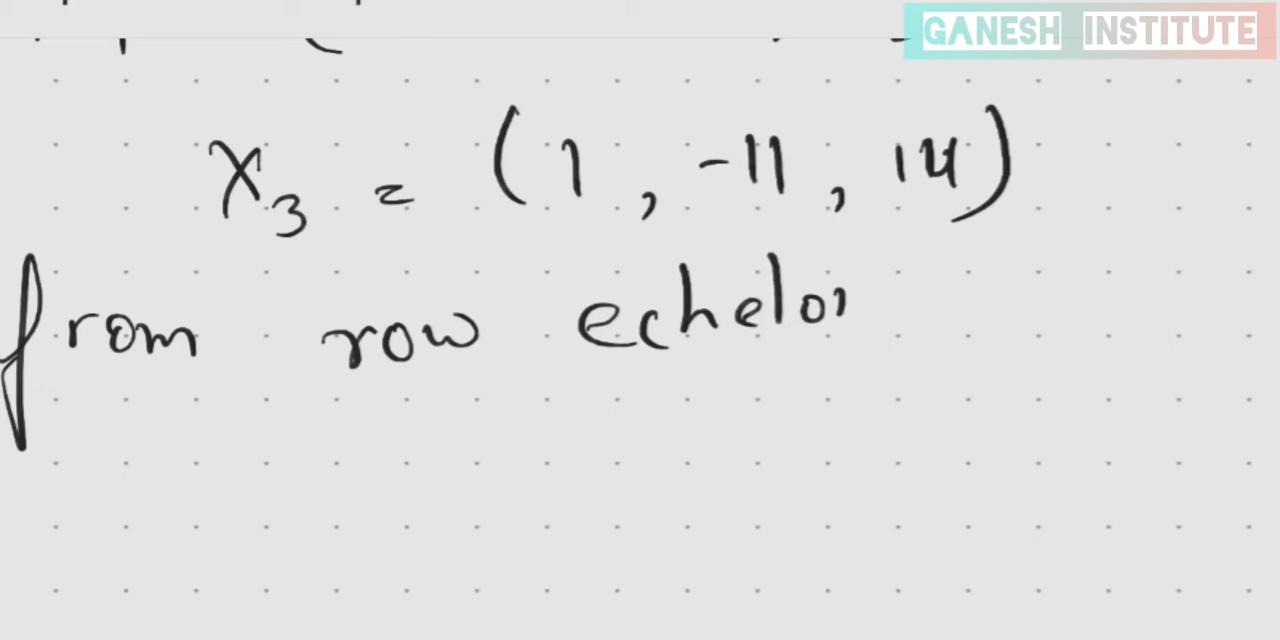 GANESH INSTITUTE
x₃ = (1, -11, 14)
from row echelon